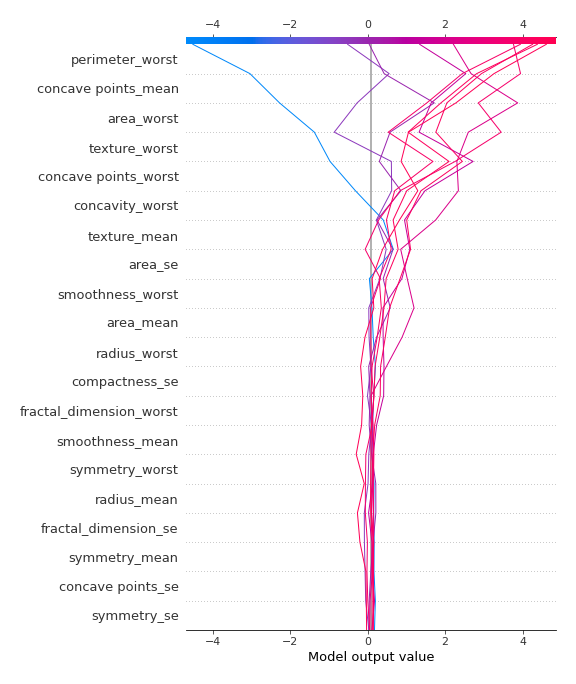 −4 −2 0 2 4
perimeter_worst
concave points_mean
area_worst
texture_worst
concave points_worst
concavity_worst
texture_mean
area_se
smoothness_worst
area_mean
radius_worst
compactness_se
fractal_dimension_worst
smoothness_mean
symmetry_worst
radius_mean
fractal_dimension_se
symmetry_mean
concave points_se
symmetry_se
−4 −2 0 2 4
Model output value